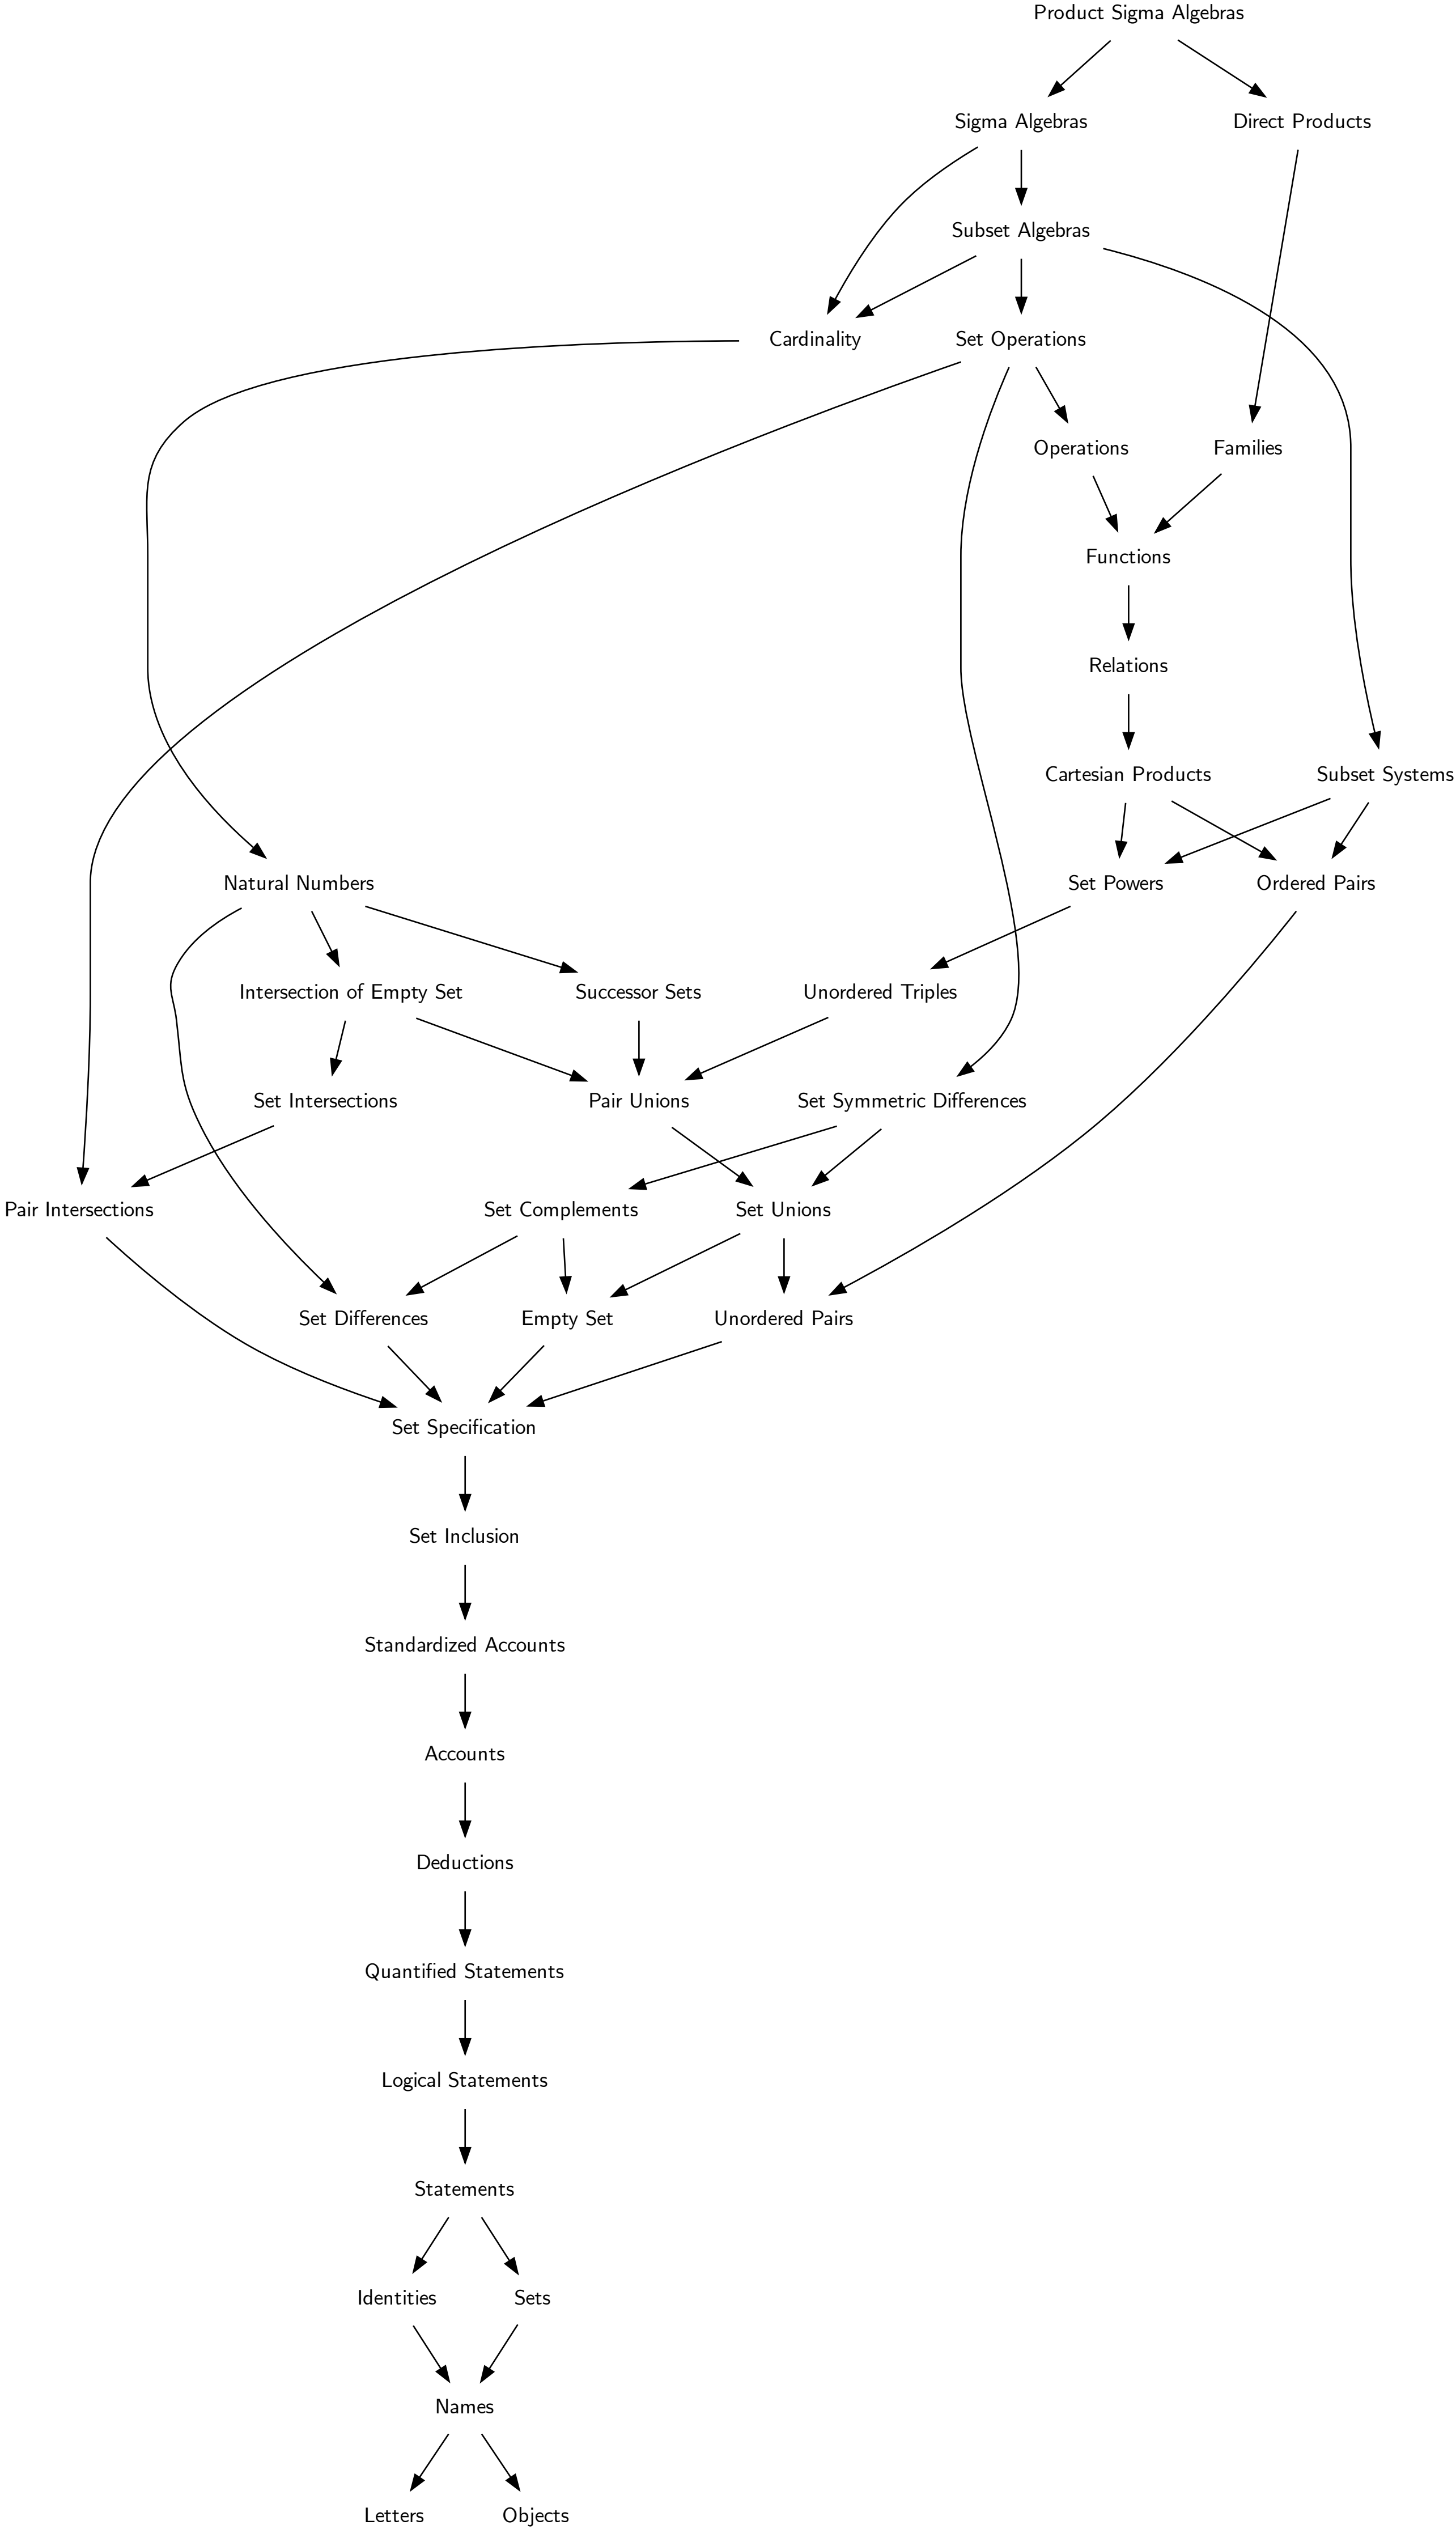 Product Sigma Algebras
Sigma Algebras
Direct Products
Subset Algebras
Cardinality
Set Operations
Operations
Families
Functions
Relations
Cartesian Products
Subset Systems
Natural Numbers
Set Powers
Ordered Pairs
Intersection of Empty Set
Successor Sets
Unordered Triples
Set Intersections
Pair Unions
Set Symmetric Differences
Pair Intersections
Set Complements
Set Unions
Set Differences
Empty Set
Unordered Pairs
Set Specification
Set Inclusion
Standardized Accounts
Accounts
Deductions
Quantified Statements
Logical Statements
Statements
Identities
Sets
Names
Letters
Objects